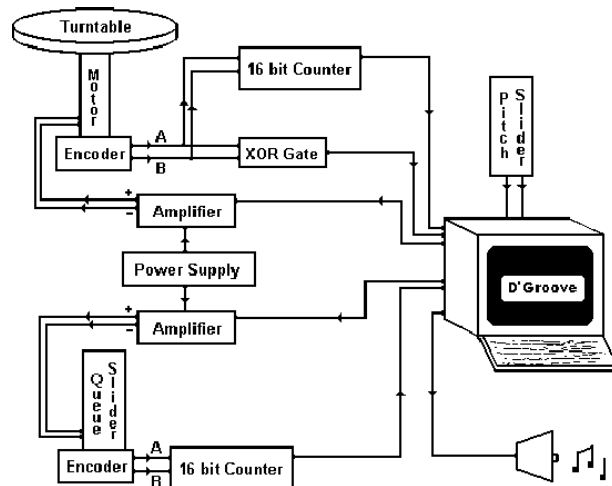 Turntable
Motor
16 bit Counter
A
Encoder
B
XOR Gate
Pitch
Slider
+
-
Amplifier
Power Supply
D'Groove
+
-
Amplifier
Queue
Slider
A
Encoder
B
16 bit Counter